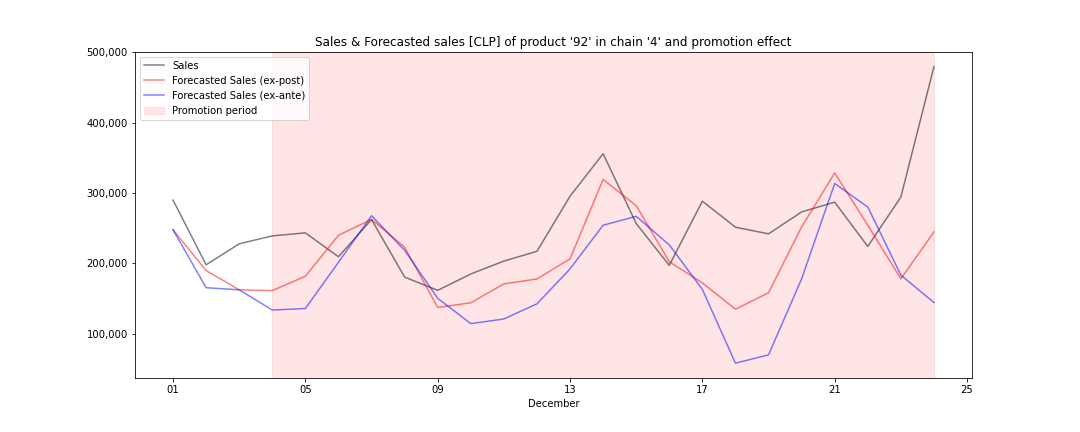 Sales & Forecasted sales [CLP] of product '92' in chain '4' and promotion effect
500,000
400,000
300,000
200,000
100,000
Sales
Forecasted Sales (ex-post)
Forecasted Sales (ex-ante)
Promotion period
01 05 09 13 17 21 25
December